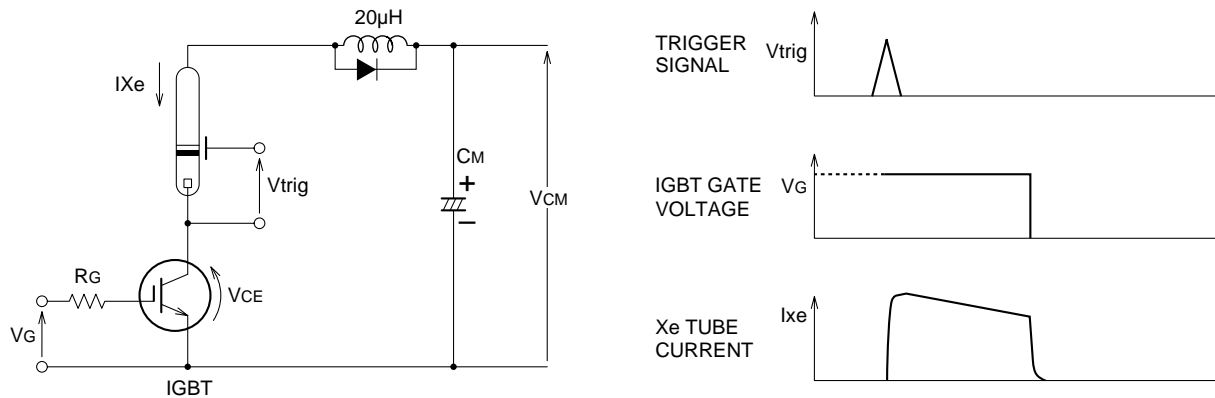 20μH
IXe
CM
+
–
Vtrig
VCM
RG
VCE
VG
IGBT
TRIGGER
SIGNAL
Vtrig
IGBT GATE
VOLTAGE
VG
Xe TUBE
CURRENT
Ixe